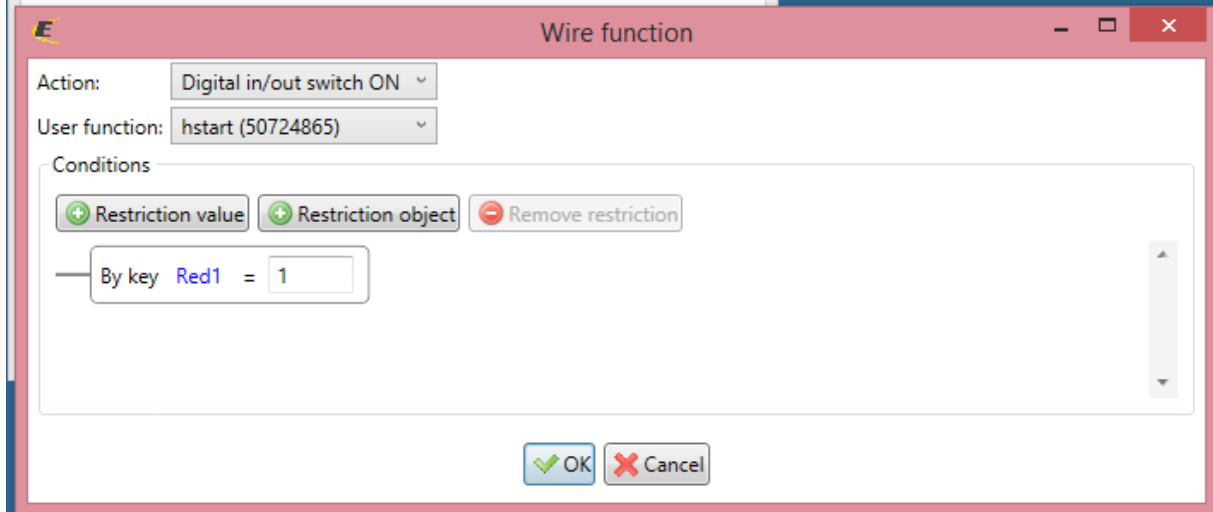 Wire function
Action: Digital in/out switch ON
User function: hstart (50724865)
Conditions
Restriction value Restriction object Remove restriction
By key Red1 = 1
OK Cancel